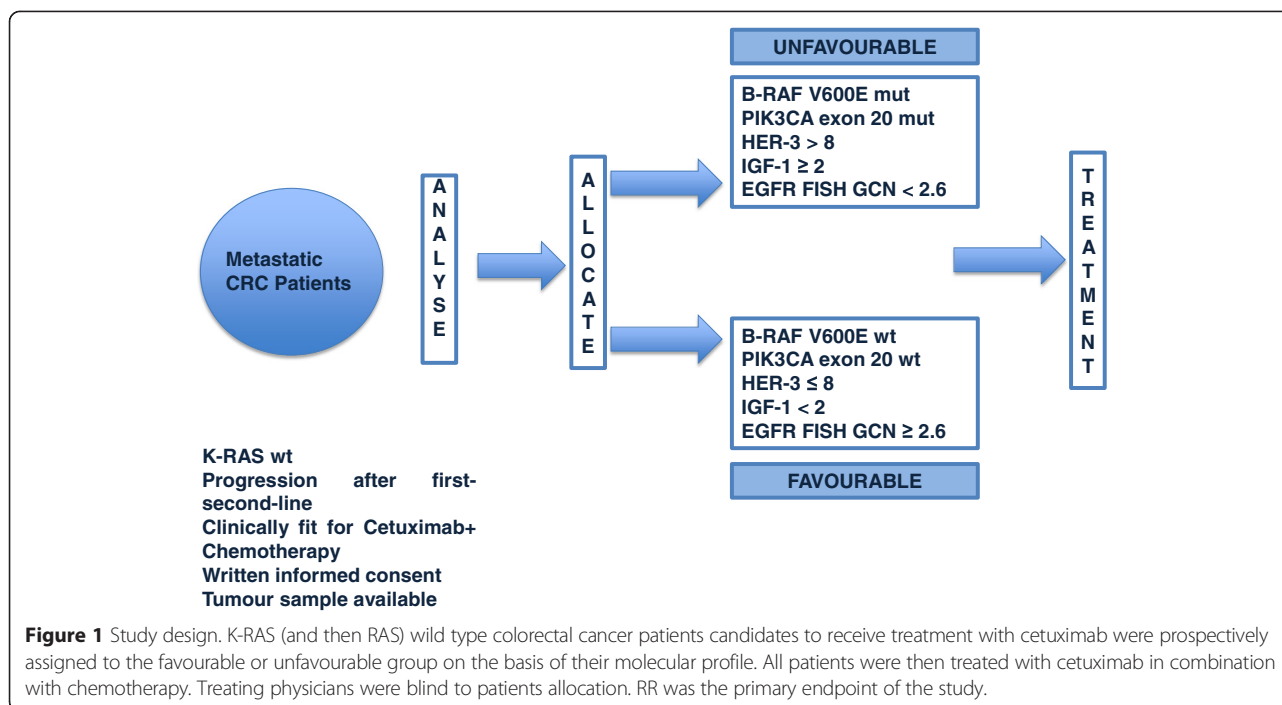 UNFAVOURABLE
B-RAF V600E mut
PIK3CA exon 20 mut
HER-3 > 8
IGF-1 ≥ 2
EGFR FISH GCN < 2.6
Metastatic
CRC Patients
ANALYSE
ALLOCATE
TREATMENT
B-RAF V600E wt
PIK3CA exon 20 wt
HER-3 ≤ 8
IGF-1 < 2
EGFR FISH GCN ≥ 2.6
FAVOURABLE
K-RAS wt
Progression after first-
second-line
Clinically fit for Cetuximab+
Chemotherapy
Written informed consent
Tumour sample available
Figure 1 Study design. K-RAS (and then RAS) wild type colorectal cancer patients candidates to receive treatment with cetuximab were prospectively
assigned to the favourable or unfavourable group on the basis of their molecular profile. All patients were then treated with cetuximab in combination
with chemotherapy. Treating physicians were blind to patients allocation. RR was the primary endpoint of the study.